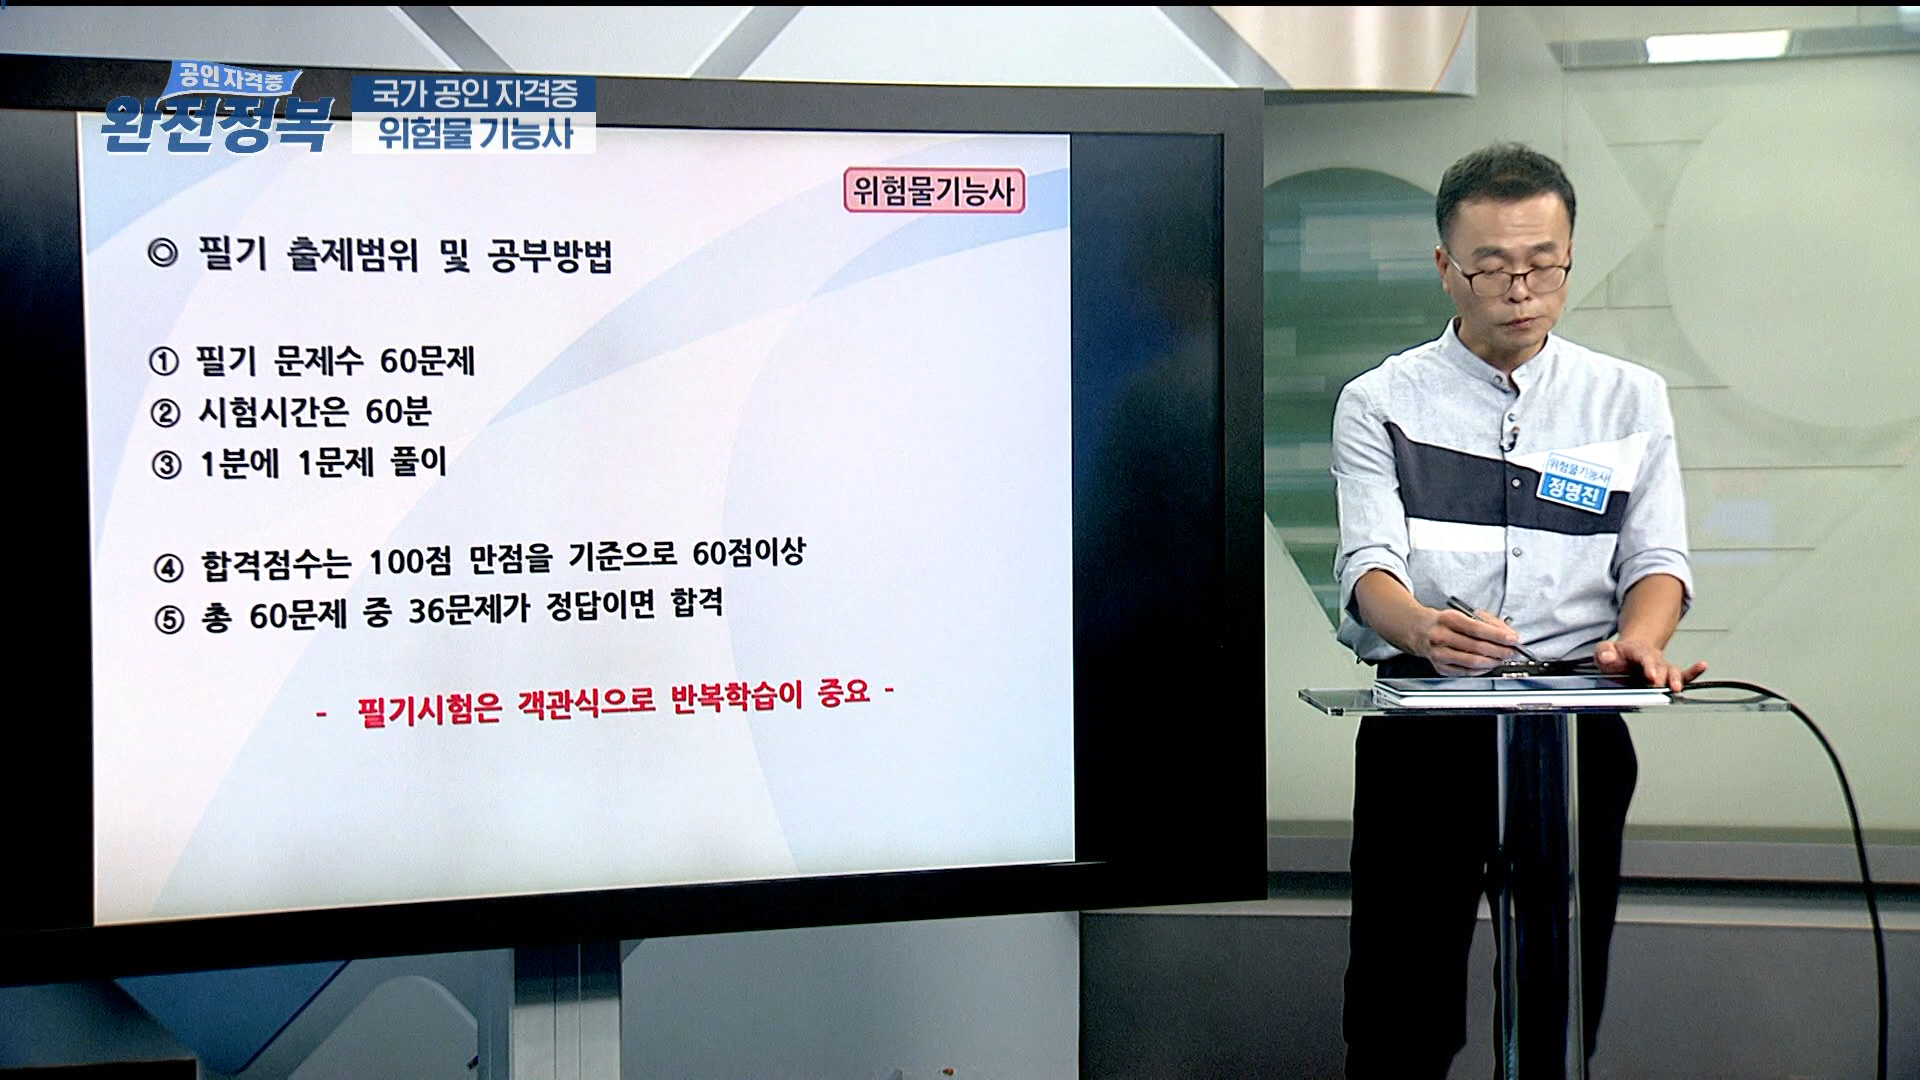 공인 자격증
완전정복
국가 공인 자격증
위험물 기능사
위험물기능사
◎ 필기 출제범위 및 공부방법
① 필기 문제수 60문제
② 시험시간은 60분
③ 1분에 1문제 풀이
④ 합격점수는 100점 만점을 기준으로 60점이상
⑤ 총 60문제 중 36문제가 정답이면 합격
- 필기시험은 객관식으로 반복학습이 중요 -
위험물기능사
정명진